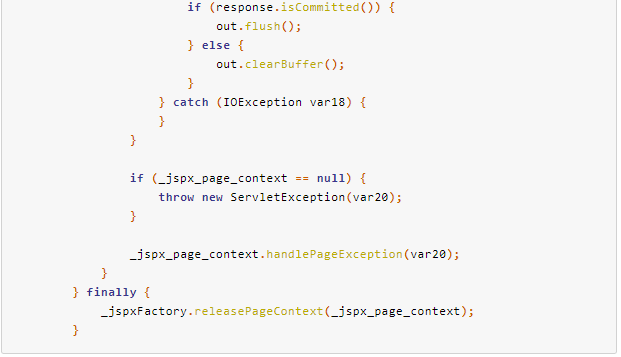 if (response.isCommitted()) {
out.flush();
} else {
out.clearBuffer();
}
} catch (IOException var18) {
}
}
if (_jspx_page_context == null) {
throw new ServletException(var20);
}
_jspx_page_context.handlePageException(var20);
}
} finally {
_jspxFactory.releasePageContext(_jspx_page_context);
}